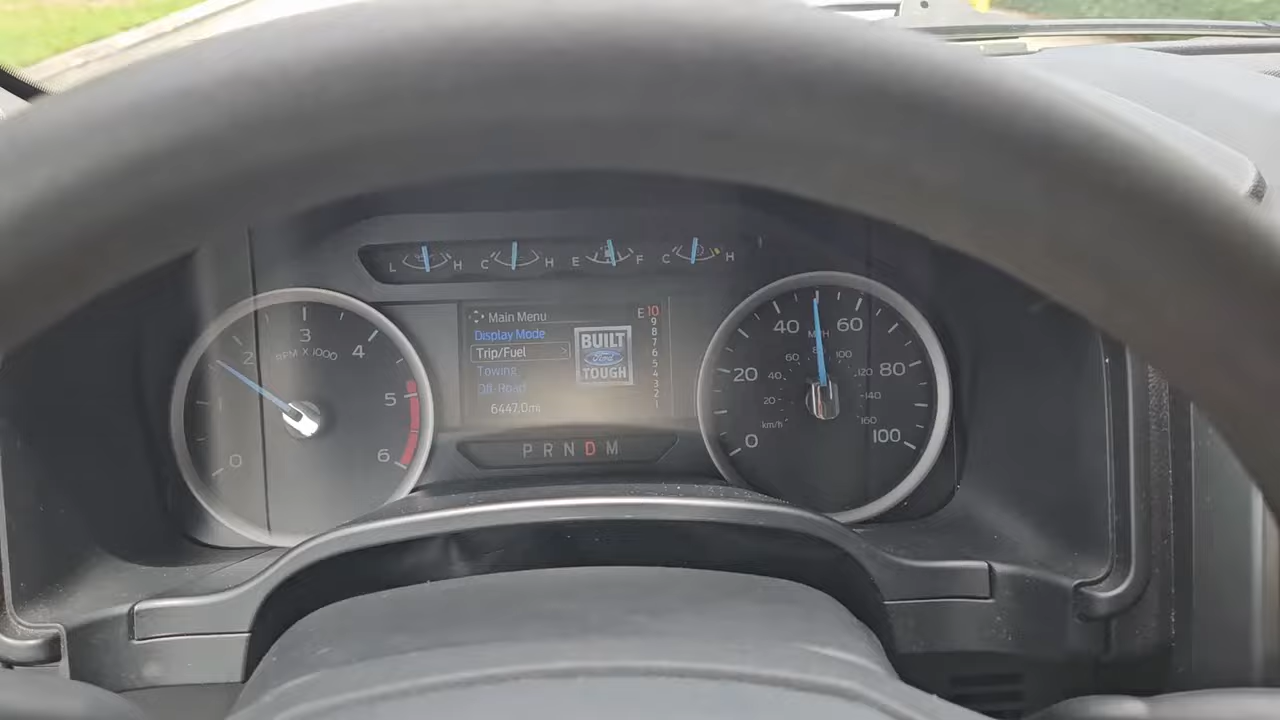 L H C H E F C H
3
2 4
RPM X 1000
1 5
0 6
Main Menu
Display Mode
Trip/Fuel >
Towing
Off-Road
6447.0mi
BUILT
Ford
TOUGH
E 10
9
8
7
6
5
4
3
2
1
P R N D M
40 60
MPH
20 80
0 100
60 80 100
40 120
20 140
km/h 160